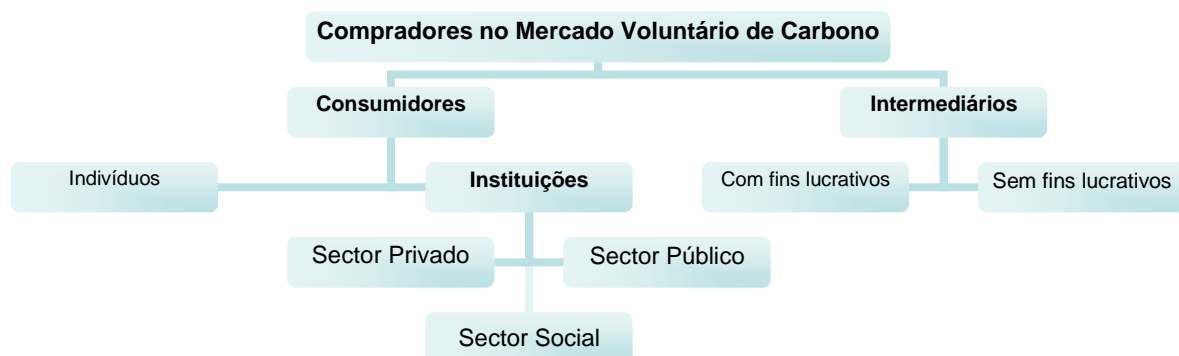 Compradores no Mercado Voluntário de Carbono
Consumidores
Intermediários
Indivíduos
Instituições
Com fins lucrativos
Sem fins lucrativos
Sector Privado
Sector Público
Sector Social